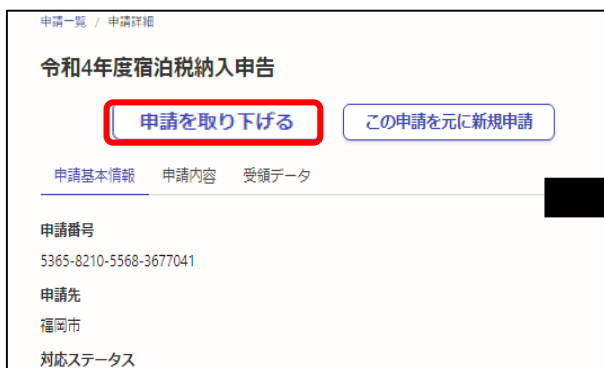 申請一覧 / 申請詳細
令和4年度宿泊税納入申告
申請を取り下げる この申請を元に新規申請
申請基本情報 申請内容 受領データ
申請番号
5365-8210-5568-3677041
申請先
福岡市
対応ステータス